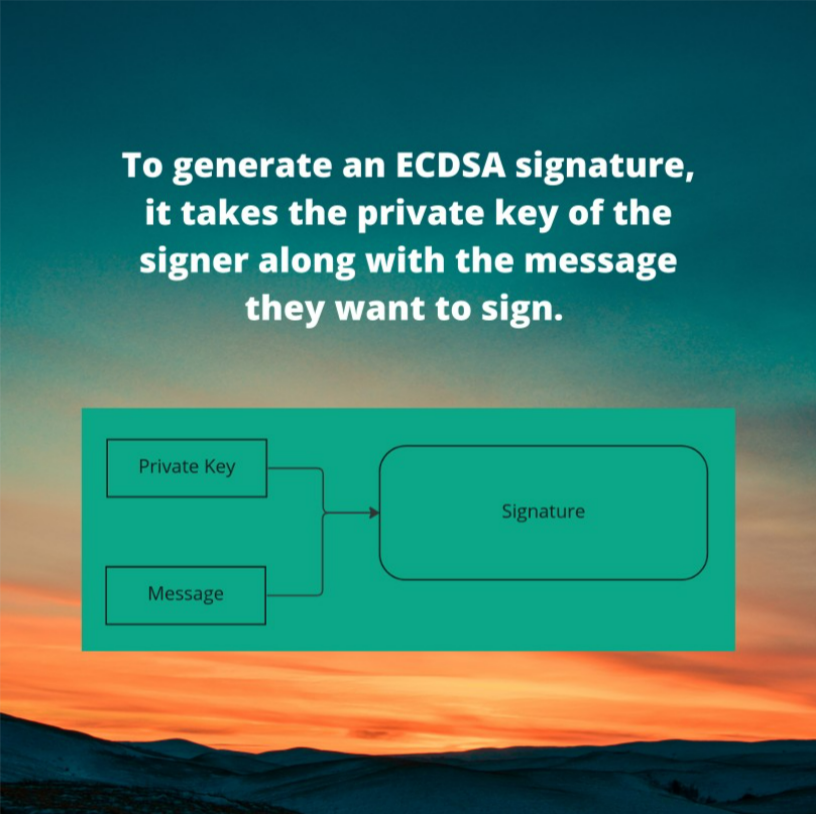 To generate an ECDSA signature,
it takes the private key of the
signer along with the message
they want to sign.
Private Key
Signature
Message